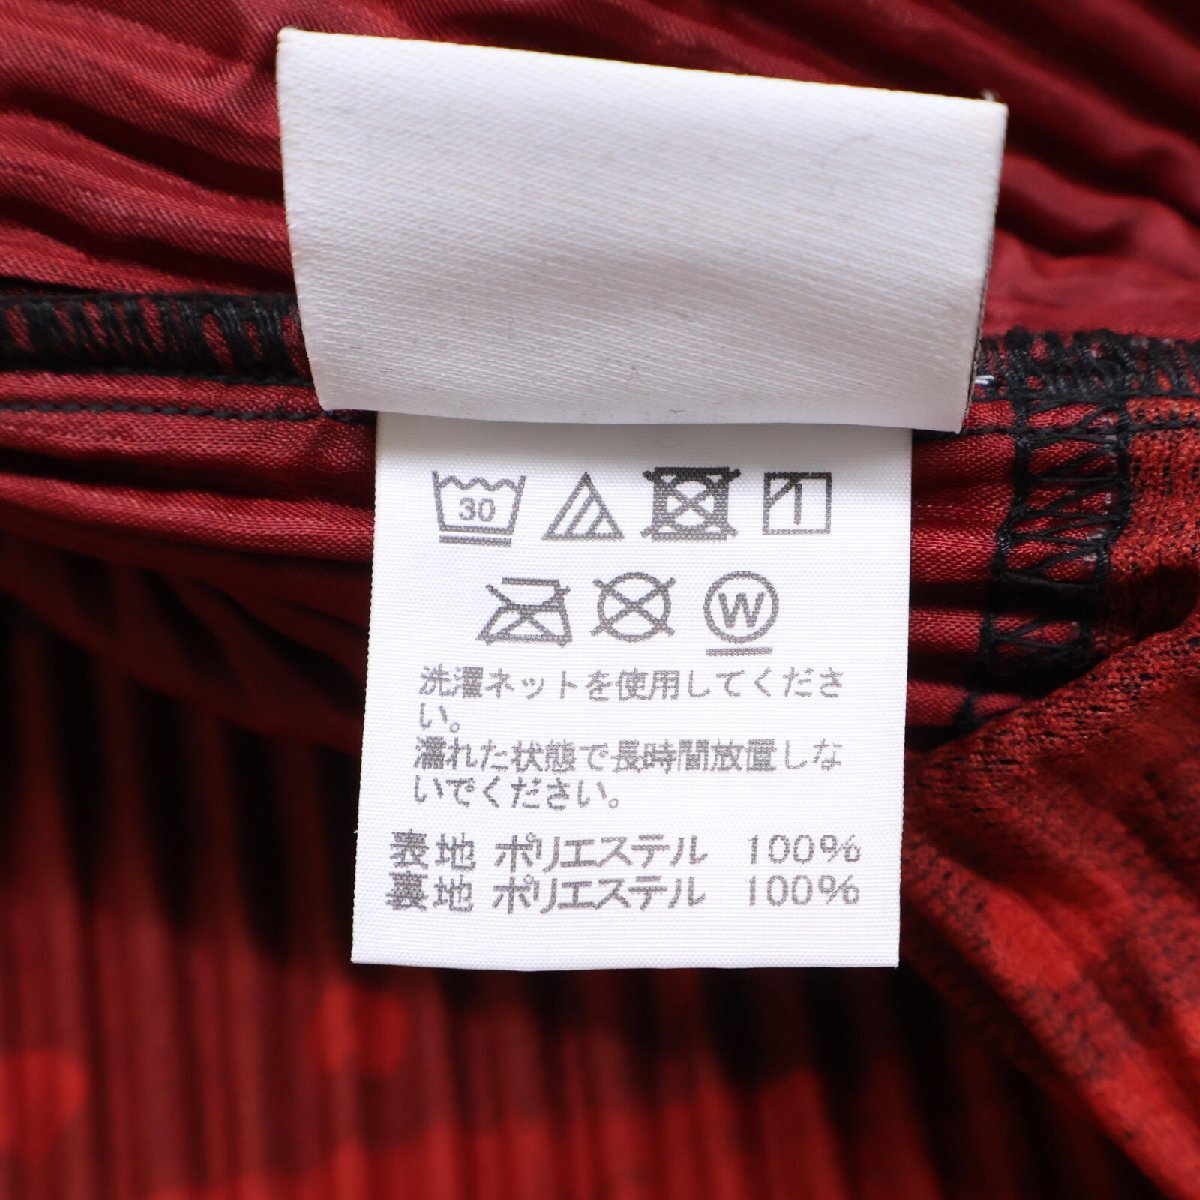 30
W
洗濯ネットを使用してくださ
い。
濡れた状態で長時間放置しな
いでください。
表地 ポリエステル 100%
裏地 ポリエステル 100%